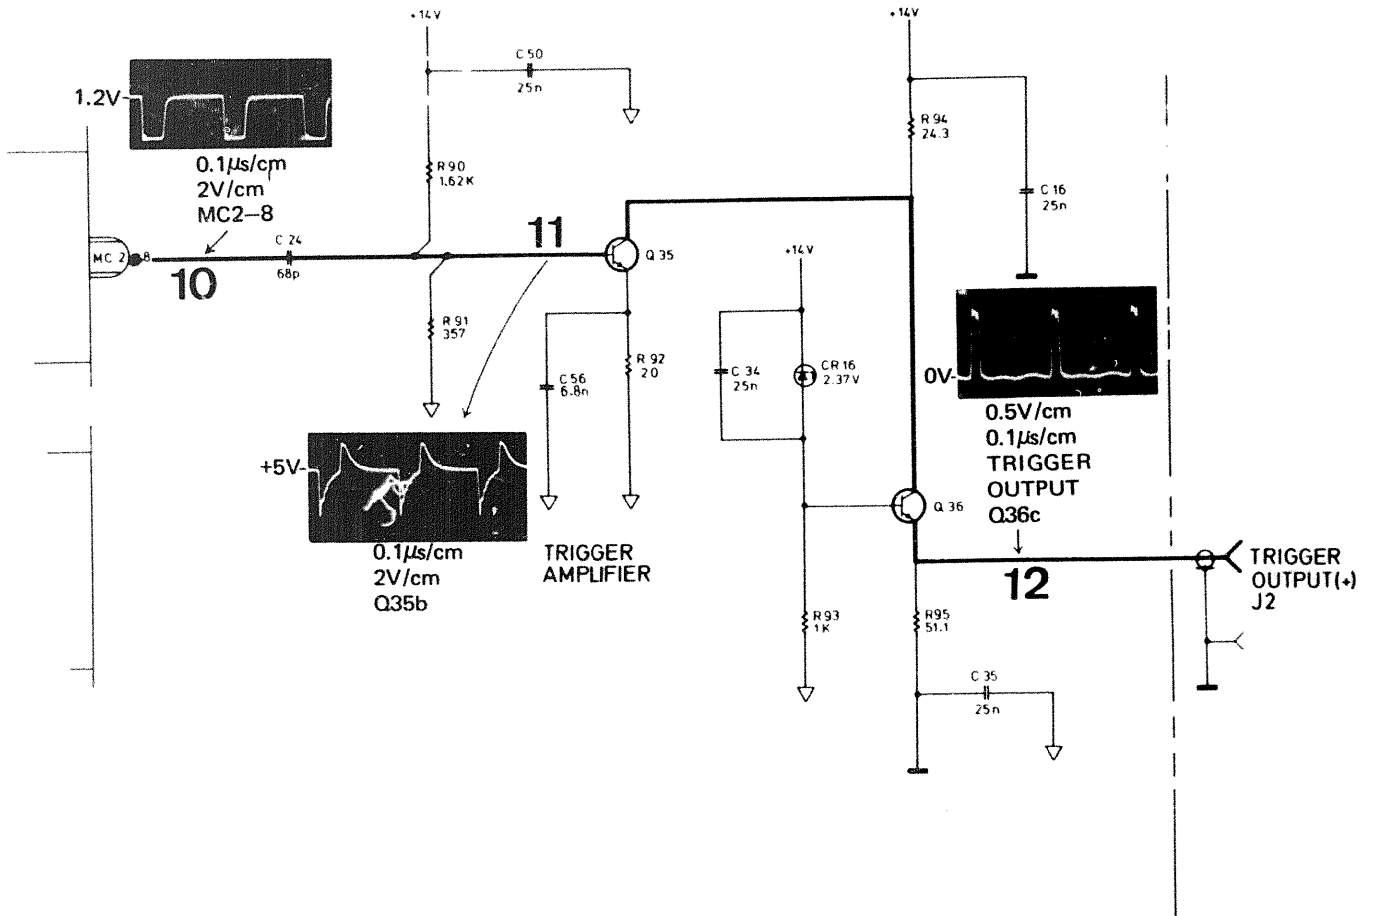 +14V
+14V
C 50
25n
1.2V-
0.1µs/cm
2V/cm
MC2-8
R 90
1.62K
R 94
24.3
C 16
25n
MC 2
8
10
C 24
68p
11
Q 35
+14V
R 91
357
C 56
6.8n
R 92
20
C 34
25n
CR 16
2.37V
0V-
0.5V/cm
0.1µs/cm
TRIGGER
OUTPUT
Q36c
+5V-
0.1µs/cm
2V/cm
Q35b
TRIGGER
AMPLIFIER
Q 36
12
TRIGGER
OUTPUT(+)
J2
R93
1K
R95
51.1
C 35
25n